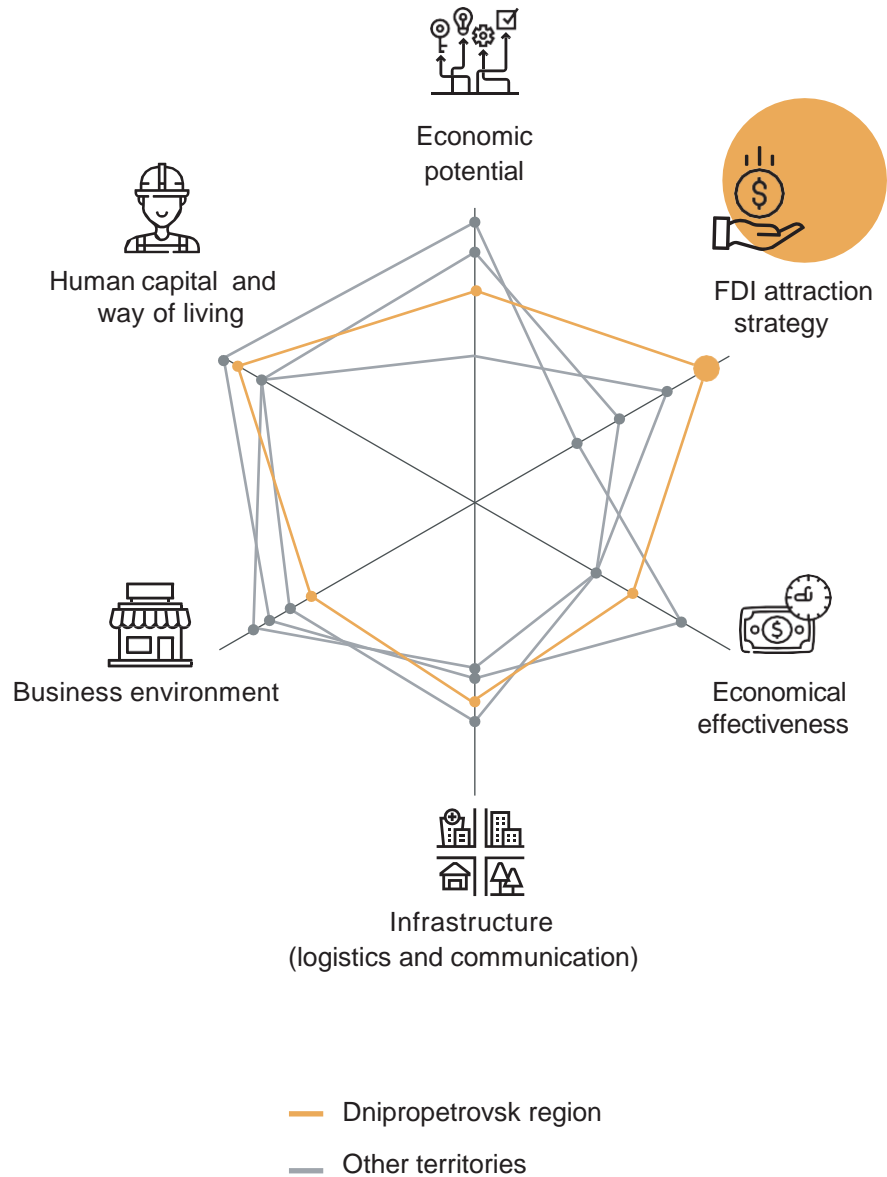 Economic
potential
Human capital and
way of living
$
FDI attraction
strategy
Business environment
$
Economical
effectiveness
Infrastructure
(logistics and communication)
Dnipropetrovsk region
Other territories